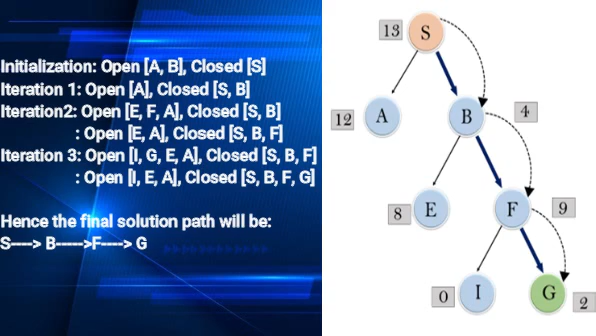 Initialization: Open [A, B], Closed [S]
Iteration 1: Open [A], Closed [S, B]
Iteration2: Open [E, F, A], Closed [S, B]
: Open [E, A], Closed [S, B, F]
Iteration 3: Open [I, G, E, A], Closed [S, B, F]
: Open [I, E, A], Closed [S, B, F, G]
Hence the final solution path will be:
S----> B----->F----> G
13 S
12 A B 4
8 E F 9
0 I G 2